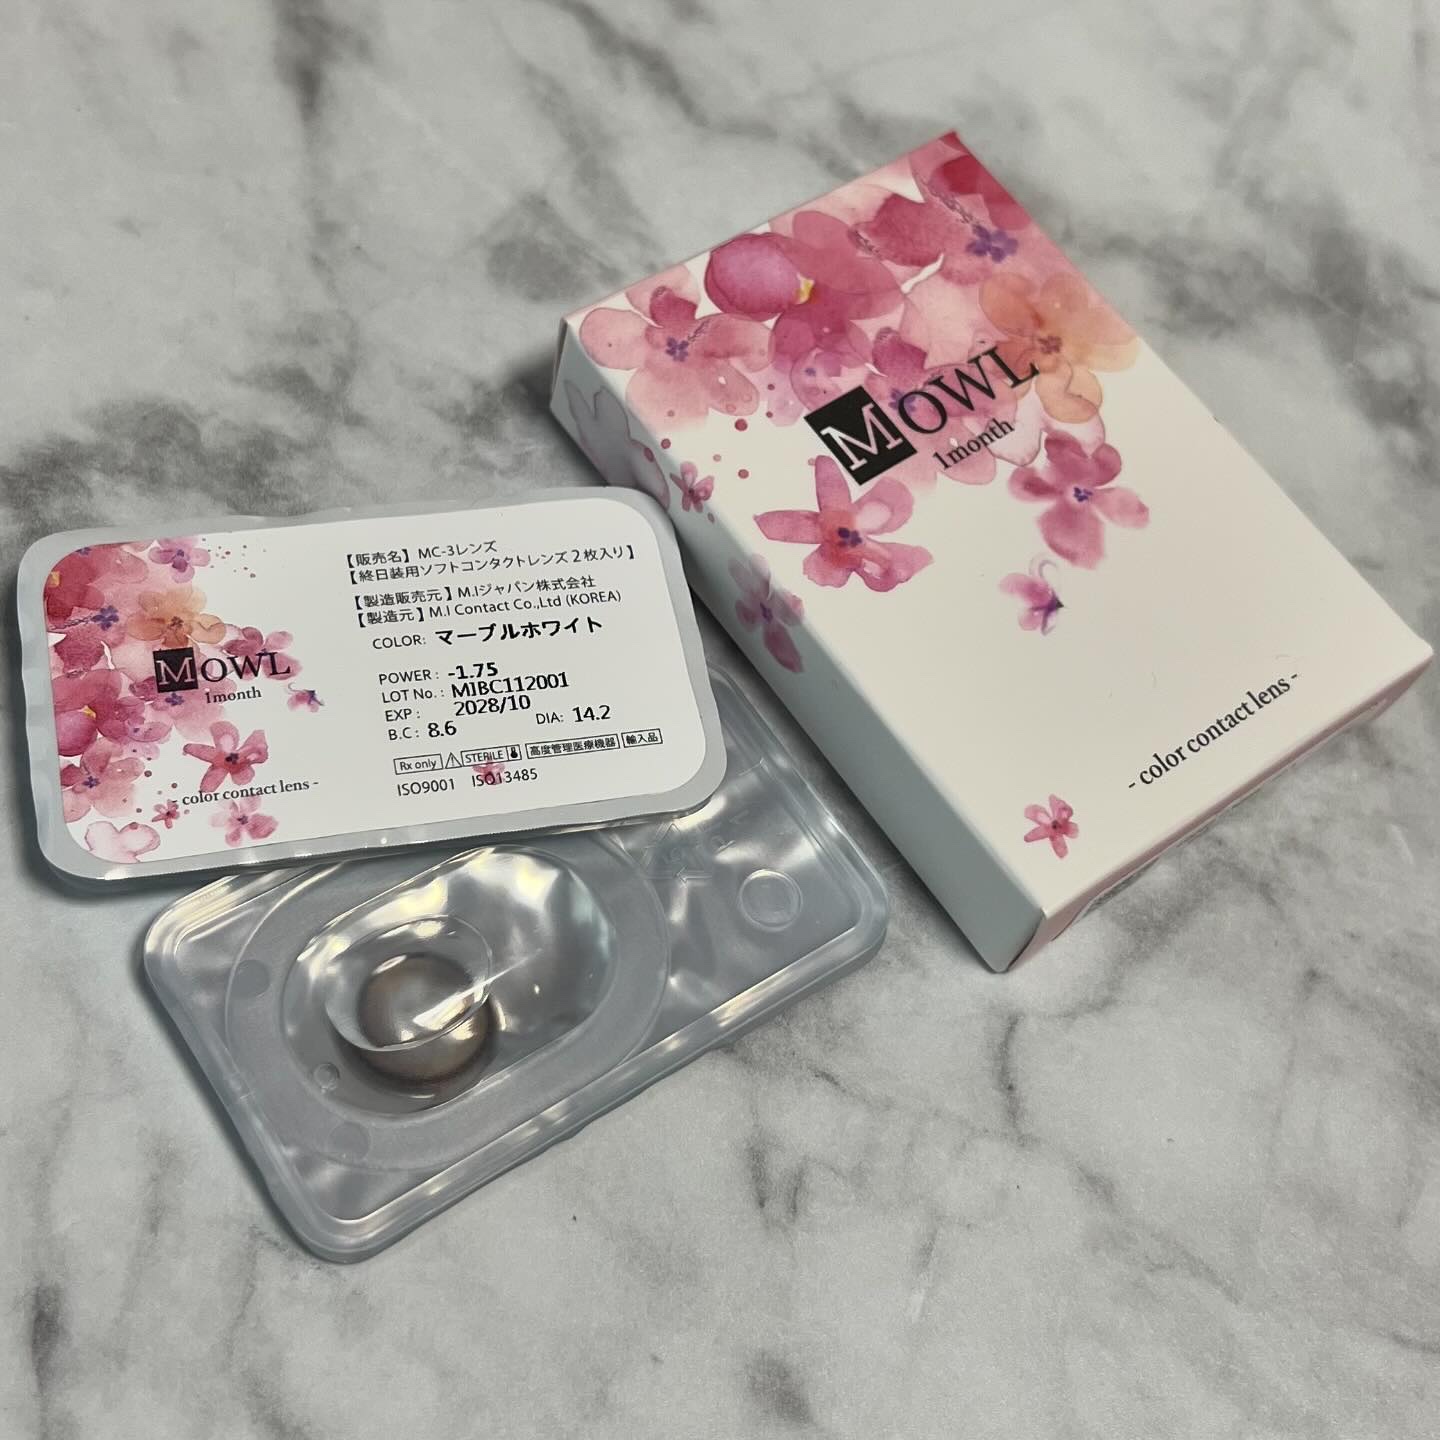 MOWL
1month
- color contact lens -
【販売名】 MC-3レンズ
【終日装用ソフトコンタクトレンズ2枚入り】
【製造販売元】M.Iジャパン株式会社
【製造元】M.I Contact Co.,Ltd (KOREA)
COLOR: マーブルホワイト
POWER: -1.75
LOT No.: MIBC112001
EXP: 2028/10
B.C: 8.6 DIA: 14.2
Rx only STERILE 高度管理医療機器 輸入品
ISO9001 ISO13485
MOWL
1month
- color contact lens -